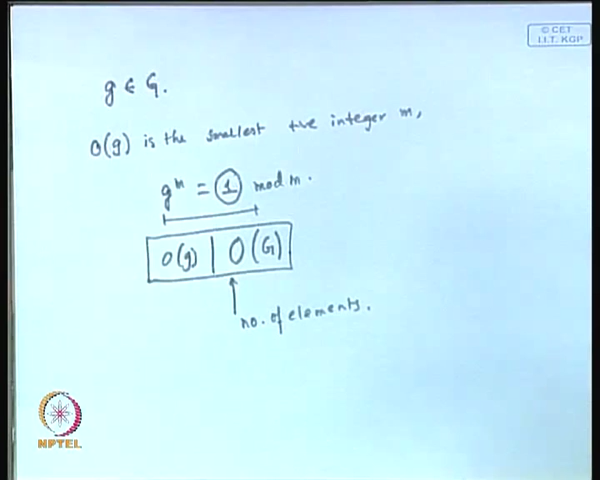 © CET
I.I.T. KGP
g ∈ G.
O(g) is the smallest +ve integer m,
g^m = 1 mod m.
O(g) | O(G)
no. of elements.
NPTEL